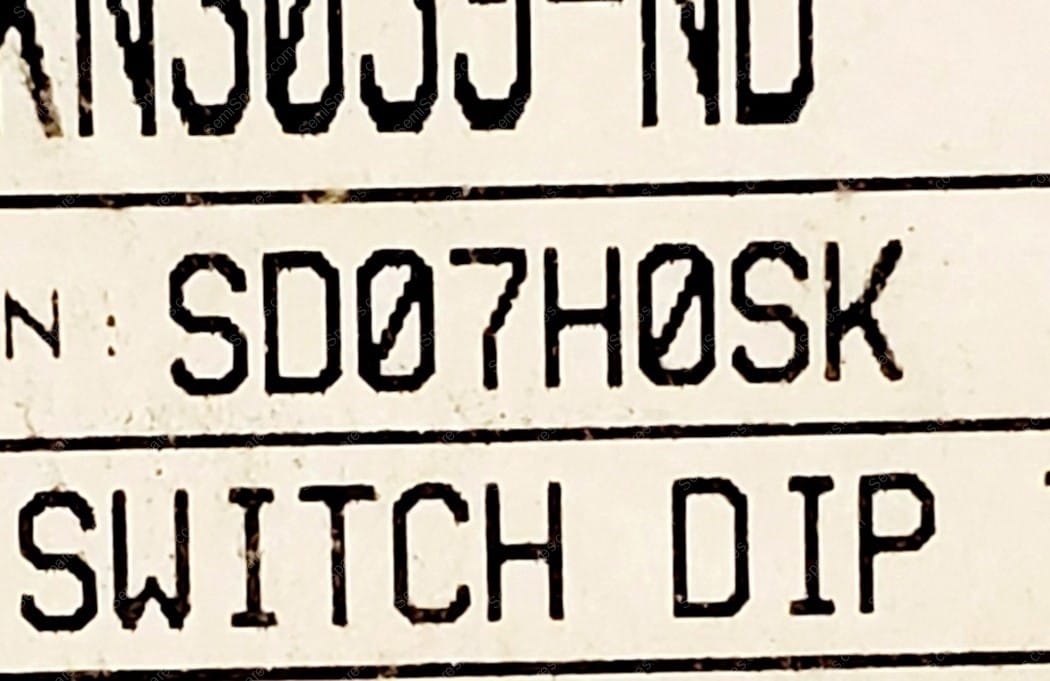 N: SD07H0SK
SWITCH DIP